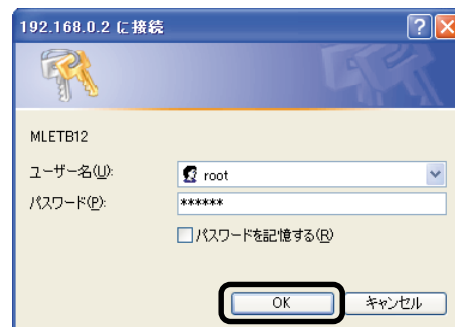 192.168.0.2 に接続
MLETB12
ユーザー名(U):
root
パスワード(P):
******
パスワードを記憶する(R)
OK
キャンセル